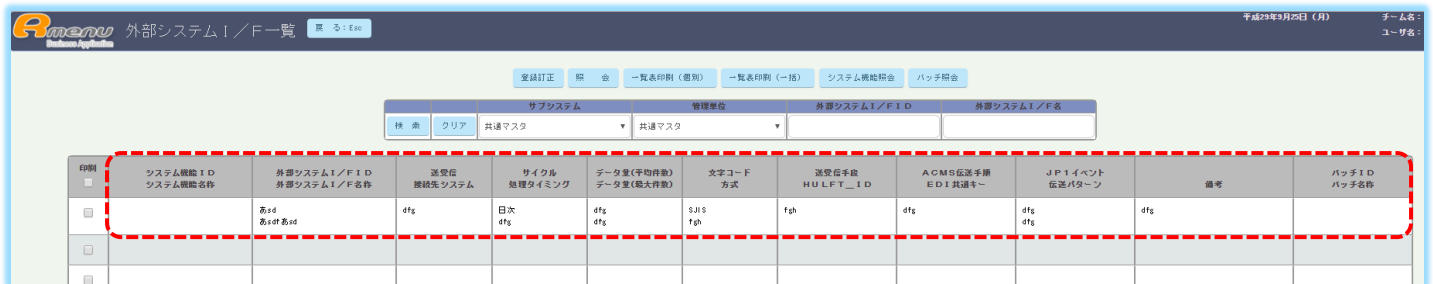 Amenu
Business Application
外部システムＩ／Ｆ一覧
戻　る：Esc
平成29年9月25日（月）
チーム名：
ユーザ名：
登録訂正
照　会
一覧表印刷（個別）
一覧表印刷（一括）
システム機能照会
バッチ照会
サブシステム
管理単位
外部システムＩ／ＦＩＤ
外部システムＩ／Ｆ名
検　索
クリア
共通マスタ
共通マスタ
印刷
システム機能ＩＤ
システム機能名称
外部システムＩ／ＦＩＤ
外部システムＩ／Ｆ名称
送受信
接続先システム
サイクル
処理タイミング
データ量(平均件数)
データ量(最大件数)
文字コード
方式
送受信手段
ＨＵＬＦＴ＿ＩＤ
ＡＣＭＳ伝送手順
ＥＤＩ共通キー
ＪＰ１イベント
伝送パターン
備考
バッチＩＤ
バッチ名称
あsd
あsdfあsd
dfg
日次
dfg
dfg
dfg
SJIS
fgh
fgh
dfg
dfg
dfg
dfg